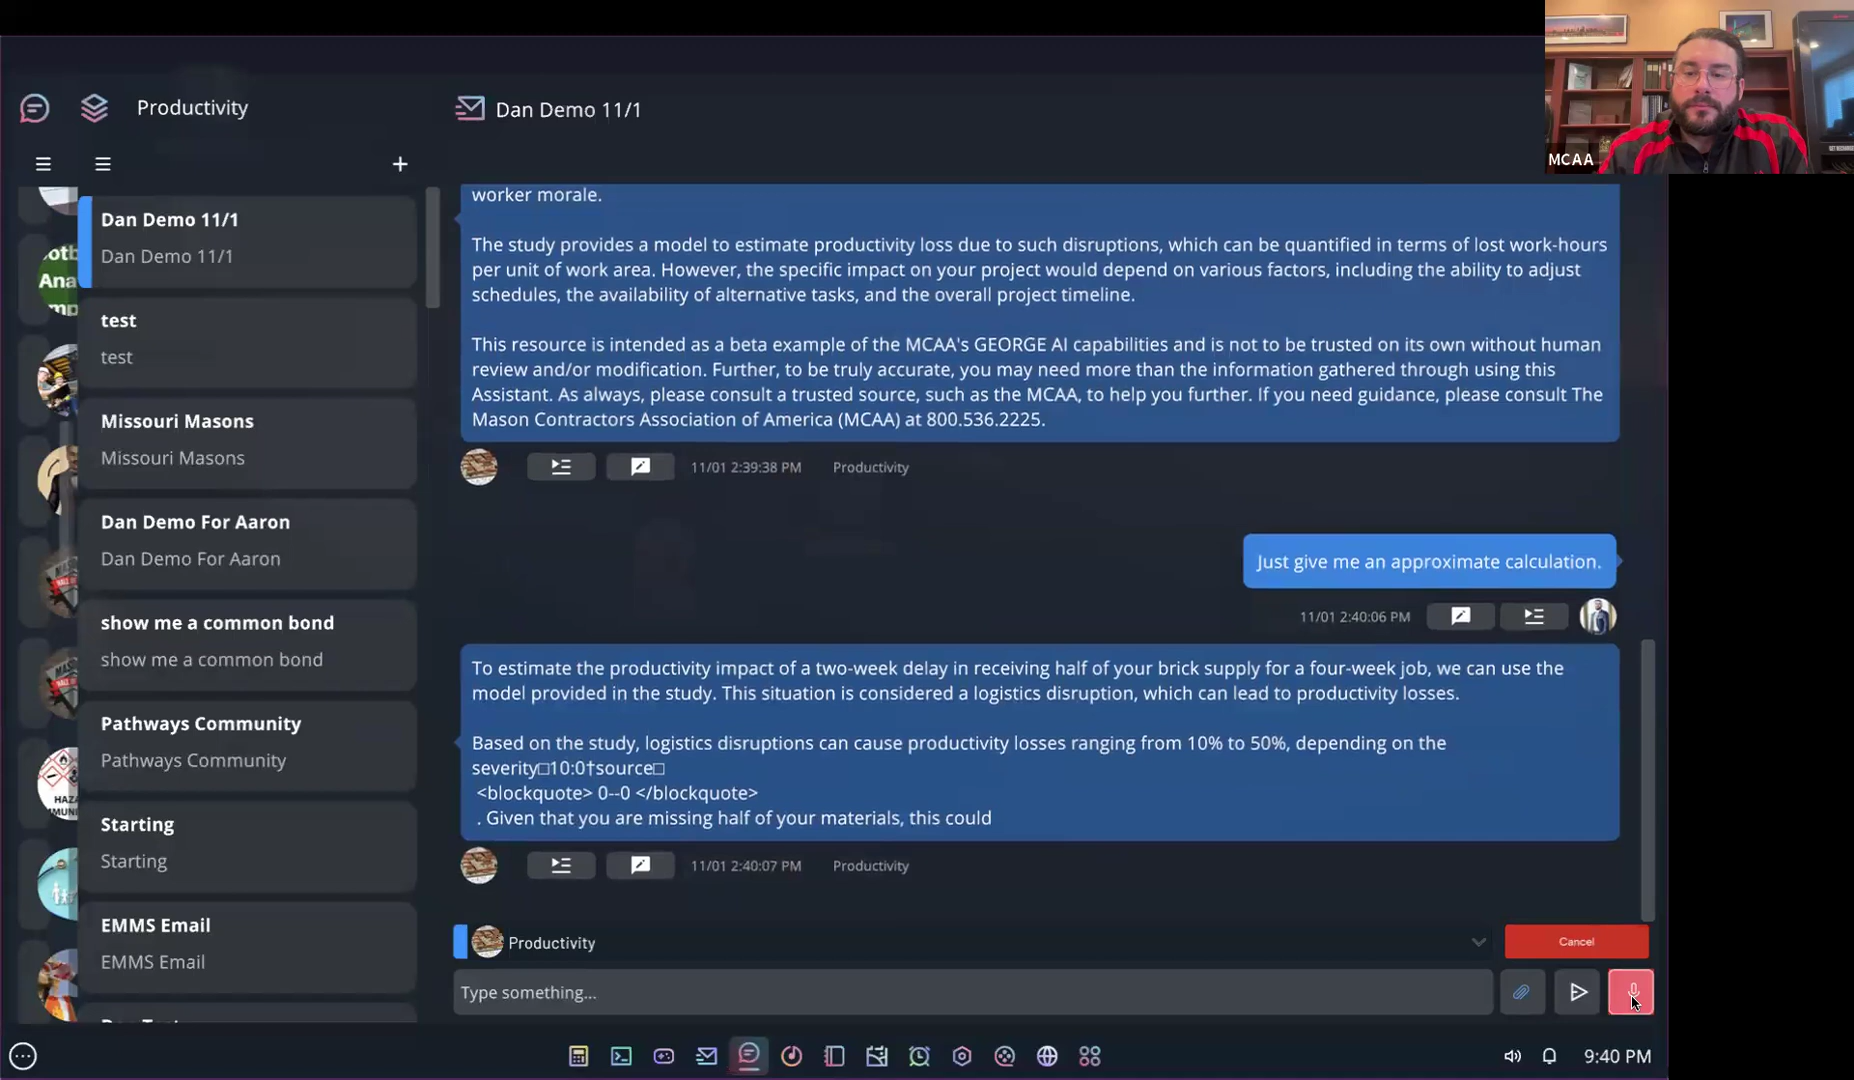 MCAA
Productivity
Dan Demo 11/1
Dan Demo 11/1
Dan Demo 11/1
test
test
Missouri Masons
Missouri Masons
Dan Demo For Aaron
Dan Demo For Aaron
show me a common bond
show me a common bond
Pathways Community
Pathways Community
Starting
Starting
EMMS Email
EMMS Email
worker morale.
The study provides a model to estimate productivity loss due to such disruptions, which can be quantified in terms of lost work-hours
per unit of work area. However, the specific impact on your project would depend on various factors, including the ability to adjust
schedules, the availability of alternative tasks, and the overall project timeline.
This resource is intended as a beta example of the MCAA's GEORGE AI capabilities and is not to be trusted on its own without human
review and/or modification. Further, to be truly accurate, you may need more than the information gathered through using this
Assistant. As always, please consult a trusted source, such as the MCAA, to help you further. If you need guidance, please consult The
Mason Contractors Association of America (MCAA) at 800.536.2225.
11/01 2:39:38 PM Productivity
Just give me an approximate calculation.
11/01 2:40:06 PM
To estimate the productivity impact of a two-week delay in receiving half of your brick supply for a four-week job, we can use the
model provided in the study. This situation is considered a logistics disruption, which can lead to productivity losses.
Based on the study, logistics disruptions can cause productivity losses ranging from 10% to 50%, depending on the
severity□10:0†source□
<blockquote> 0--0 </blockquote>
. Given that you are missing half of your materials, this could
11/01 2:40:07 PM Productivity
Productivity
Cancel
Type something...
9:40 PM